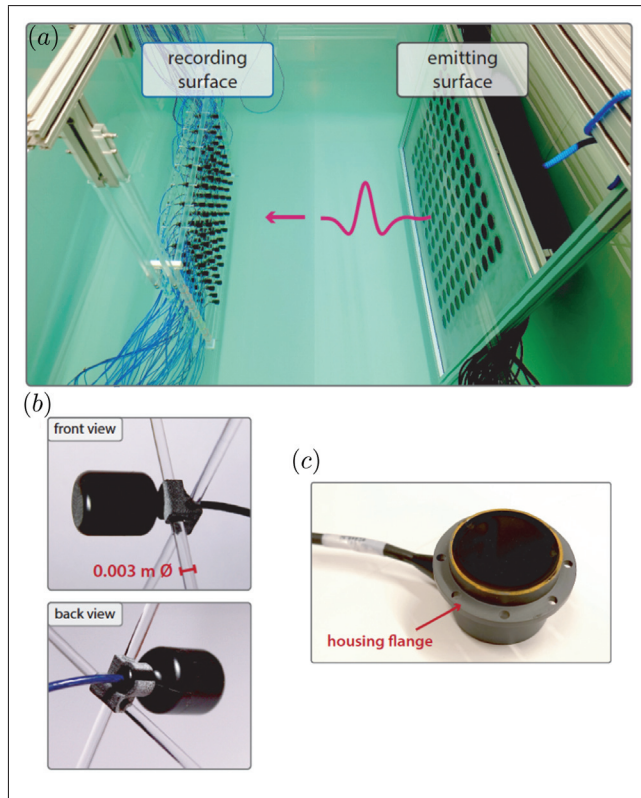 (a)
recording
surface
emitting
surface
(b)
front view
0.003 m Ø
back view
(c)
housing flange